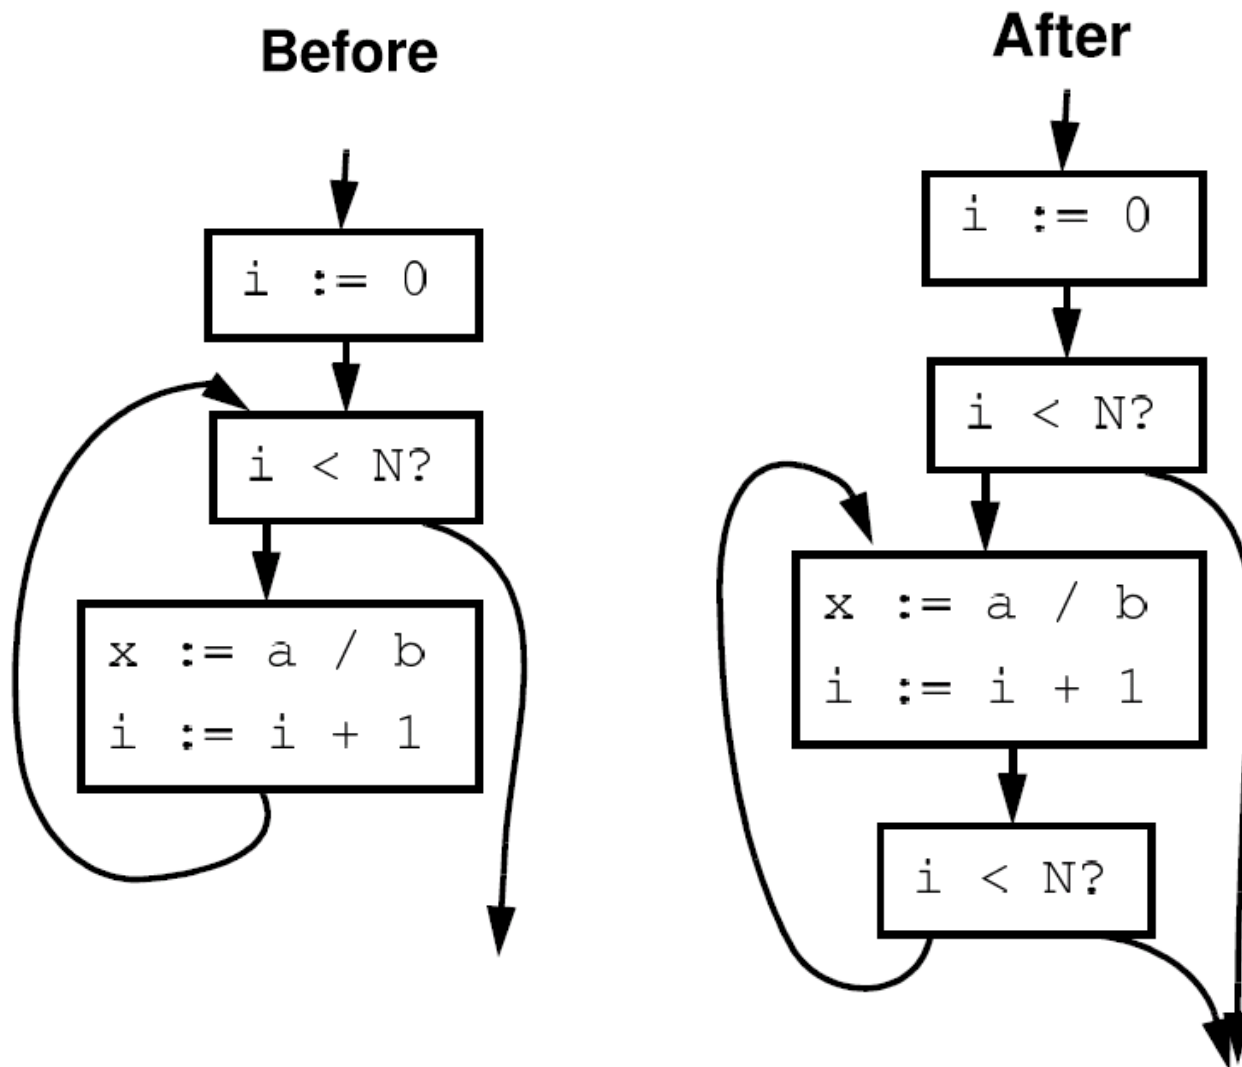 Before
i := 0
i < N?
x := a / b
i := i + 1
After
i := 0
i < N?
x := a / b
i := i + 1
i < N?